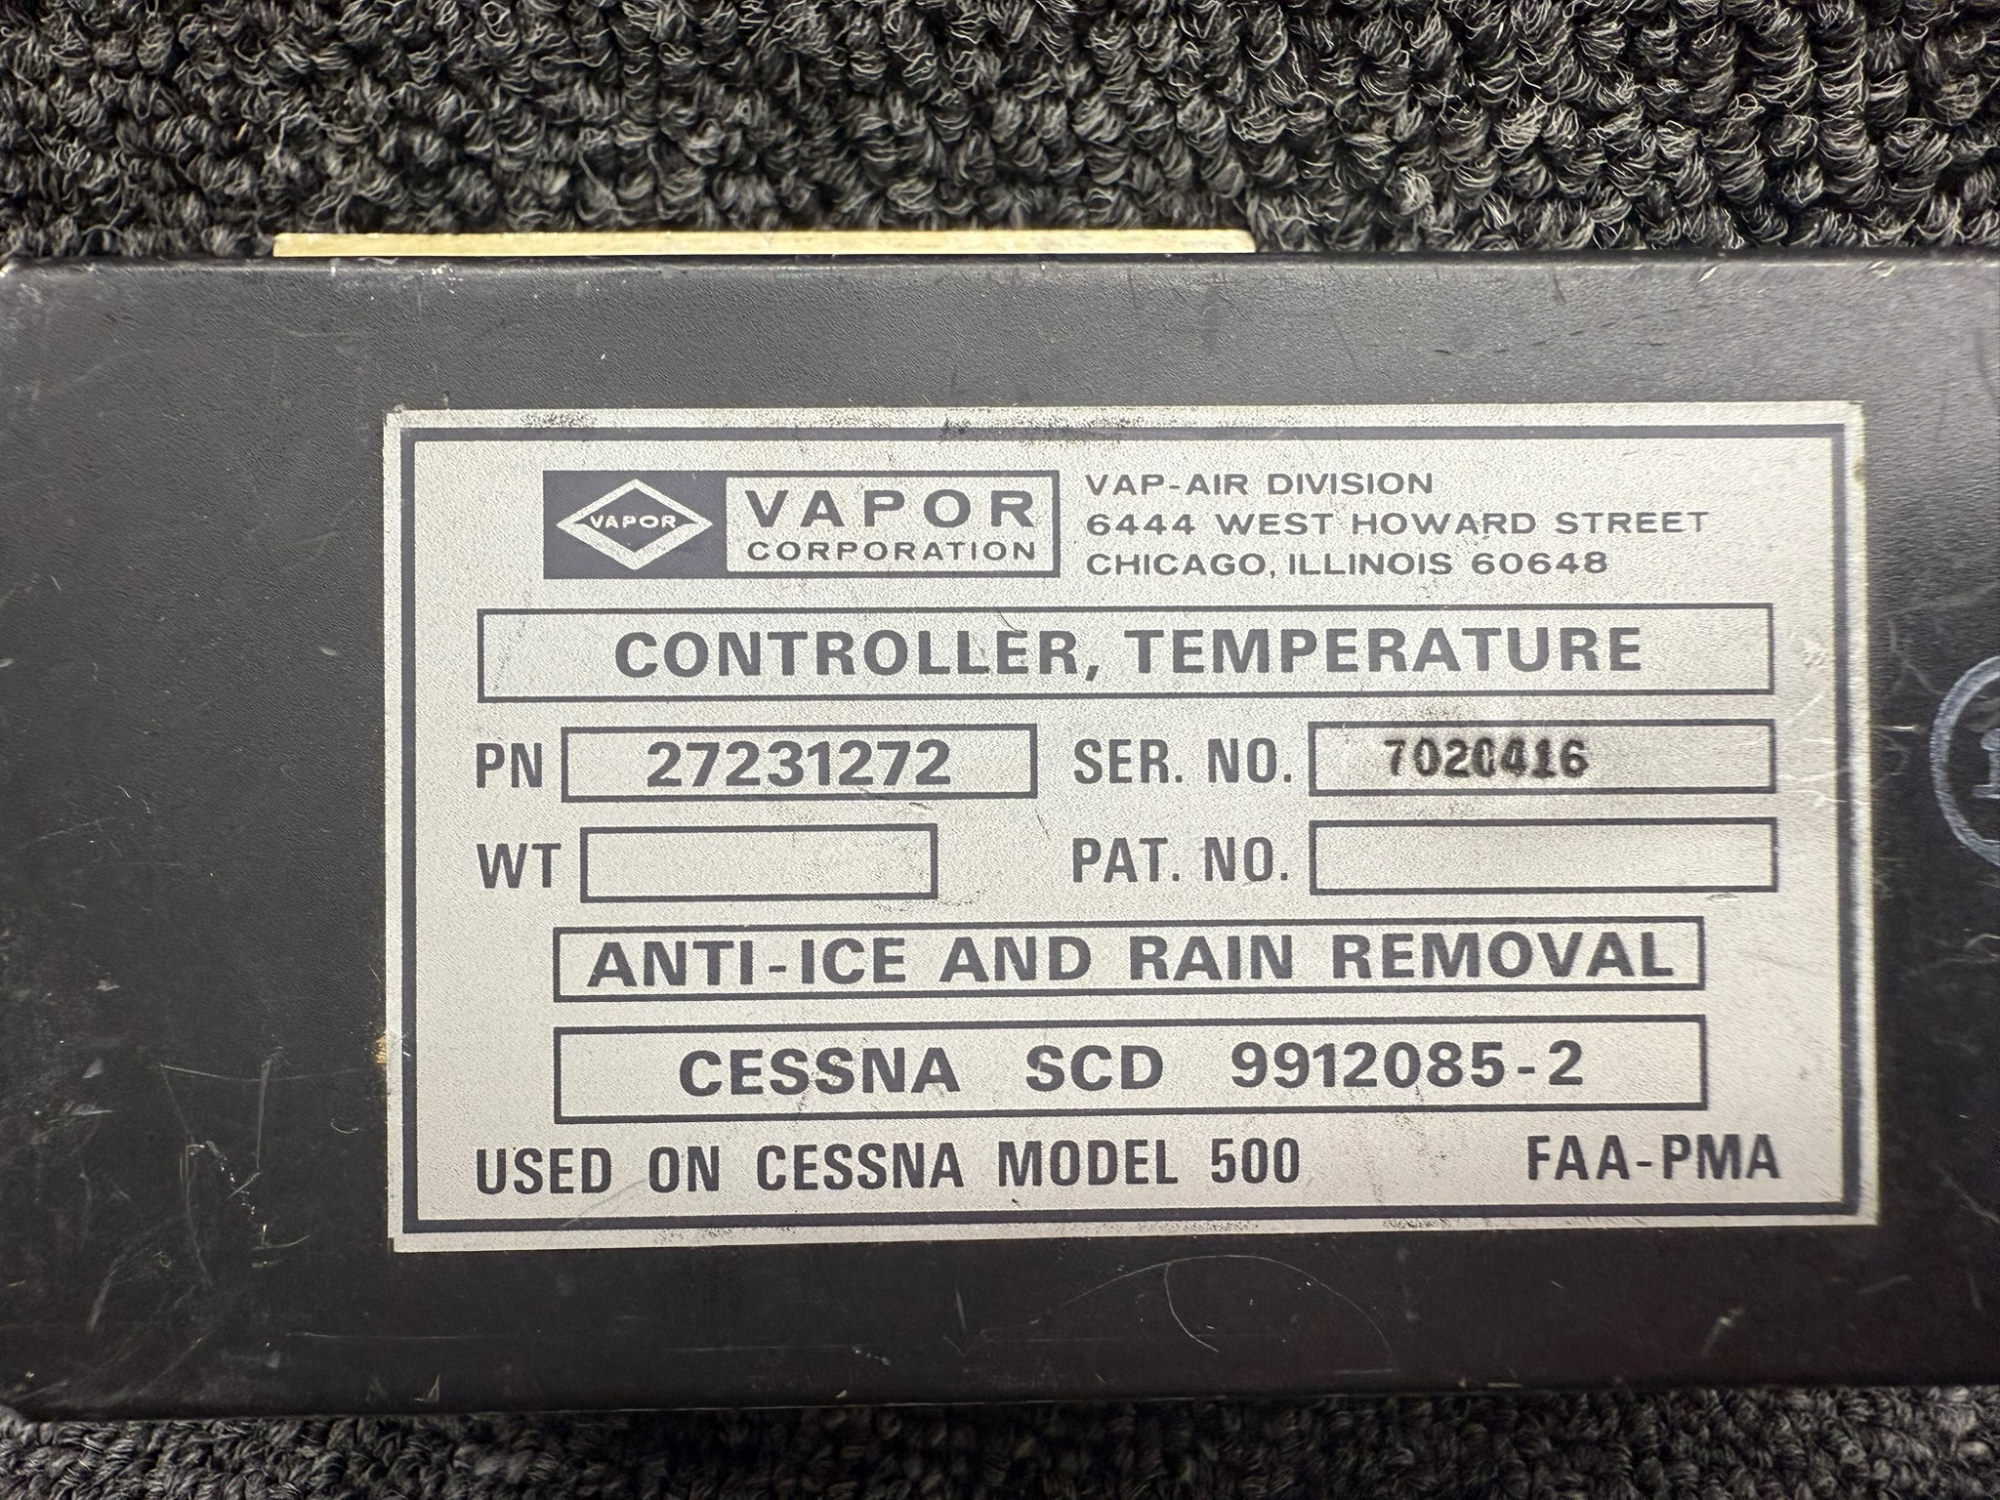 VAPOR
VAPOR
CORPORATION
VAP-AIR DIVISION
6444 WEST HOWARD STREET
CHICAGO, ILLINOIS 60648
CONTROLLER, TEMPERATURE
PN 27231272 SER. NO. 7020416
WT PAT. NO.
ANTI-ICE AND RAIN REMOVAL
CESSNA SCD 9912085-2
USED ON CESSNA MODEL 500 FAA-PMA